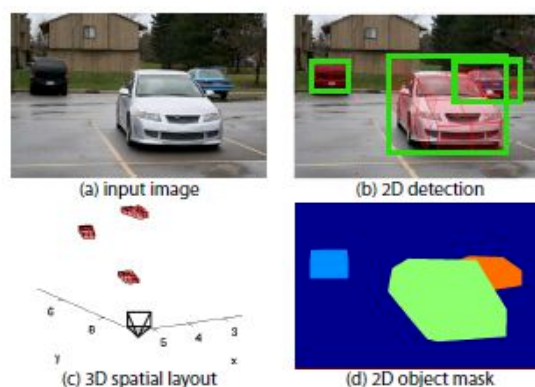 (a) input image
(b) 2D detection
6
8
5
4
3
y
x
(c) 3D spatial layout
(d) 2D object mask